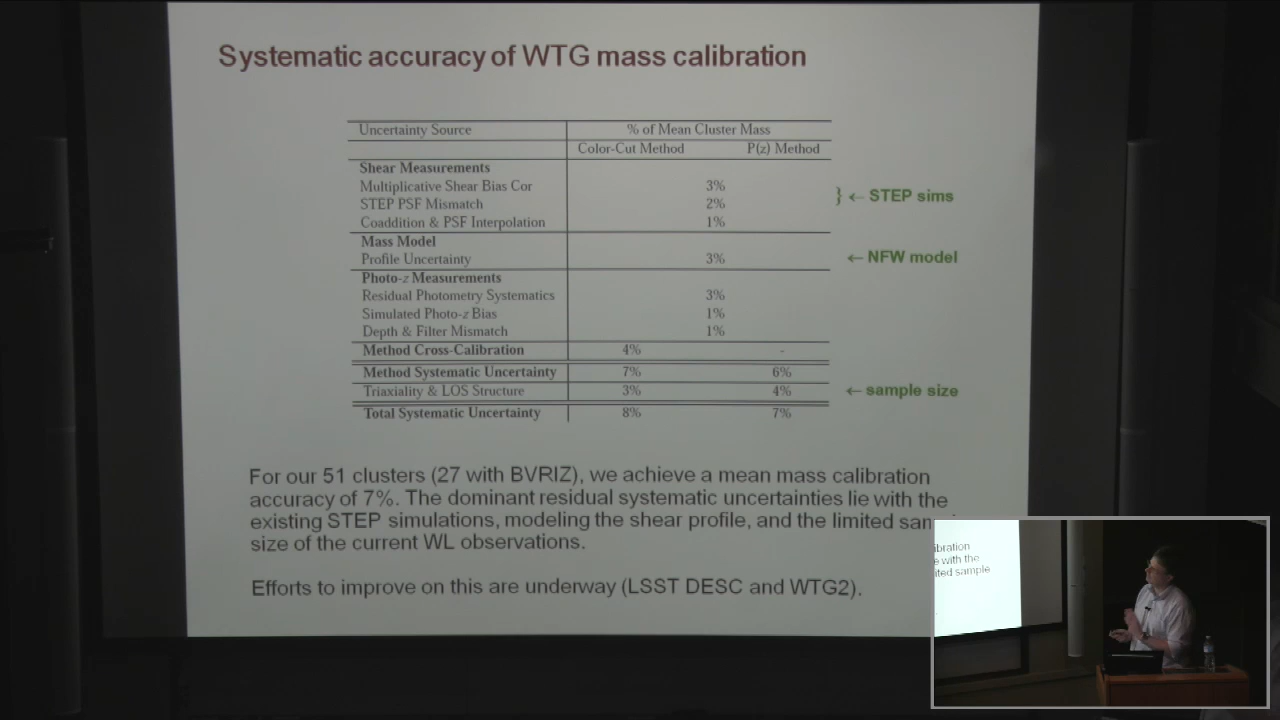 Systematic accuracy of WTG mass calibration
Uncertainty Source % of Mean Cluster Mass
Color-Cut Method P(z) Method
Shear Measurements
Multiplicative Shear Bias Cor 3%
STEP PSF Mismatch 2%
} ← STEP sims
Coaddition & PSF Interpolation 1%
Mass Model
Profile Uncertainty 3% ← NFW model
Photo-z Measurements
Residual Photometry Systematics 3%
Simulated Photo-z Bias 1%
Depth & Filter Mismatch 1%
Method Cross-Calibration 4% -
Method Systematic Uncertainty 7% 6%
Triaxiality & LOS Structure 3% 4% ← sample size
Total Systematic Uncertainty 8% 7%
For our 51 clusters (27 with BVRIZ), we achieve a mean mass calibration
accuracy of 7%. The dominant residual systematic uncertainties lie with the
existing STEP simulations, modeling the shear profile, and the limited sam
size of the current WL observations.
Efforts to improve on this are underway (LSST DESC and WTG2).
ibration
e with the
ited sample